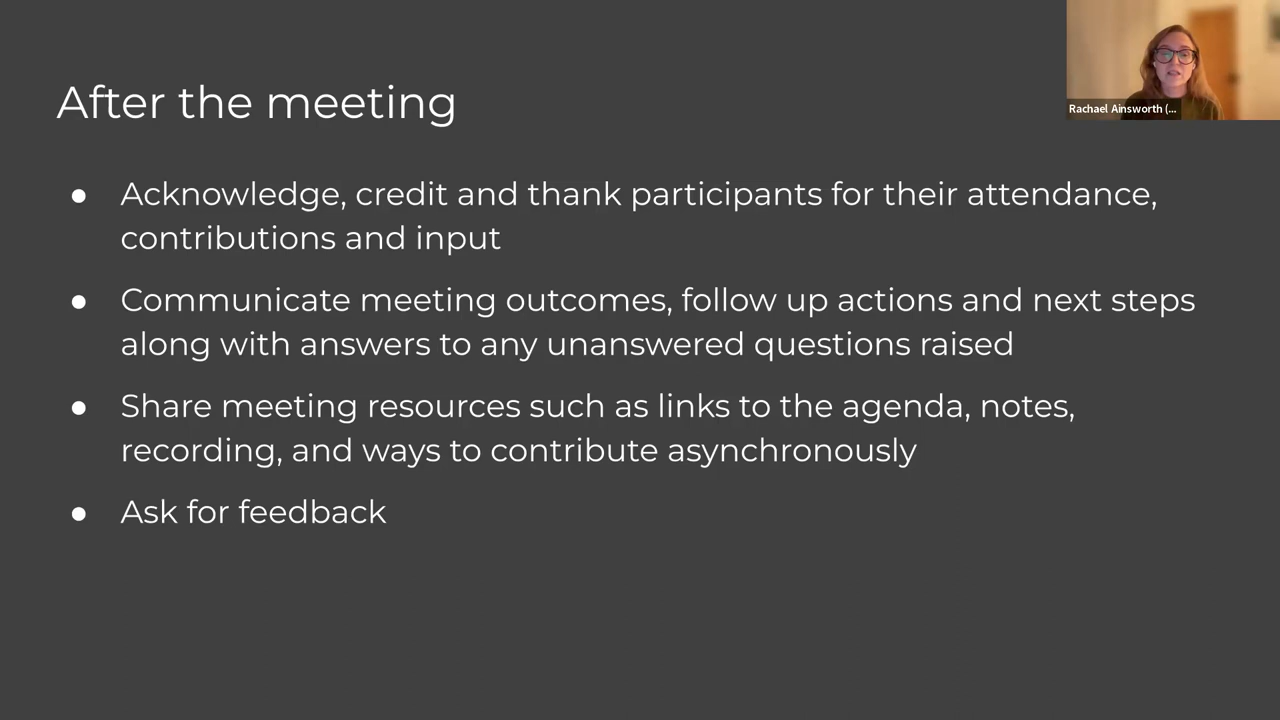 After the meeting
Rachael Ainsworth (...
● Acknowledge, credit and thank participants for their attendance,
contributions and input
● Communicate meeting outcomes, follow up actions and next steps
along with answers to any unanswered questions raised
● Share meeting resources such as links to the agenda, notes,
recording, and ways to contribute asynchronously
● Ask for feedback